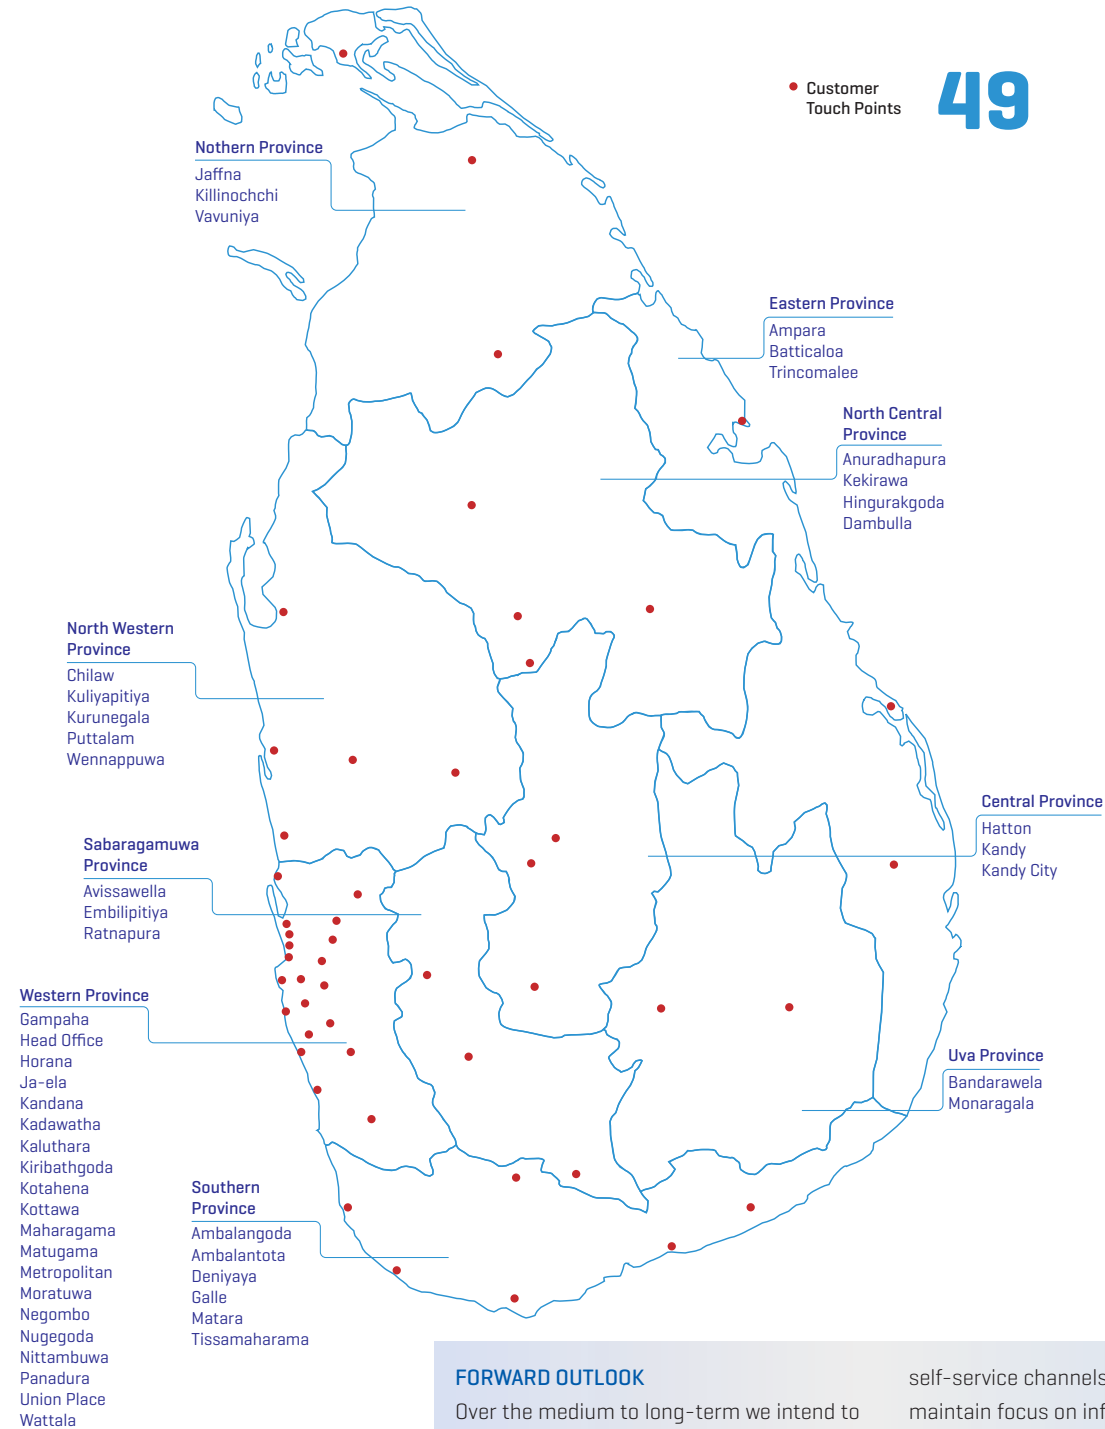 Customer
Touch Points
49
Nothern Province
Jaffna
Killinochchi
Vavuniya
Eastern Province
Ampara
Batticaloa
Trincomalee
North Central
Province
Anuradhapura
Kekirawa
Hingurakgoda
Dambulla
North Western
Province
Chilaw
Kuliyapitiya
Kurunegala
Puttalam
Wennappuwa
Central Province
Hatton
Kandy
Kandy City
Sabaragamuwa
Province
Avissawella
Embilipitiya
Ratnapura
Western Province
Gampaha
Head Office
Horana
Ja-ela
Kandana
Kadawatha
Kaluthara
Kiribathgoda
Kotahena
Kottawa
Maharagama
Matugama
Metropolitan
Moratuwa
Negombo
Nugegoda
Nittambuwa
Panadura
Union Place
Wattala
Uva Province
Bandarawela
Monaragala
Southern
Province
Ambalangoda
Ambalantota
Deniyaya
Galle
Matara
Tissamaharama
FORWARD OUTLOOK
Over the medium to long-term we intend to
self-service channels
maintain focus on inf